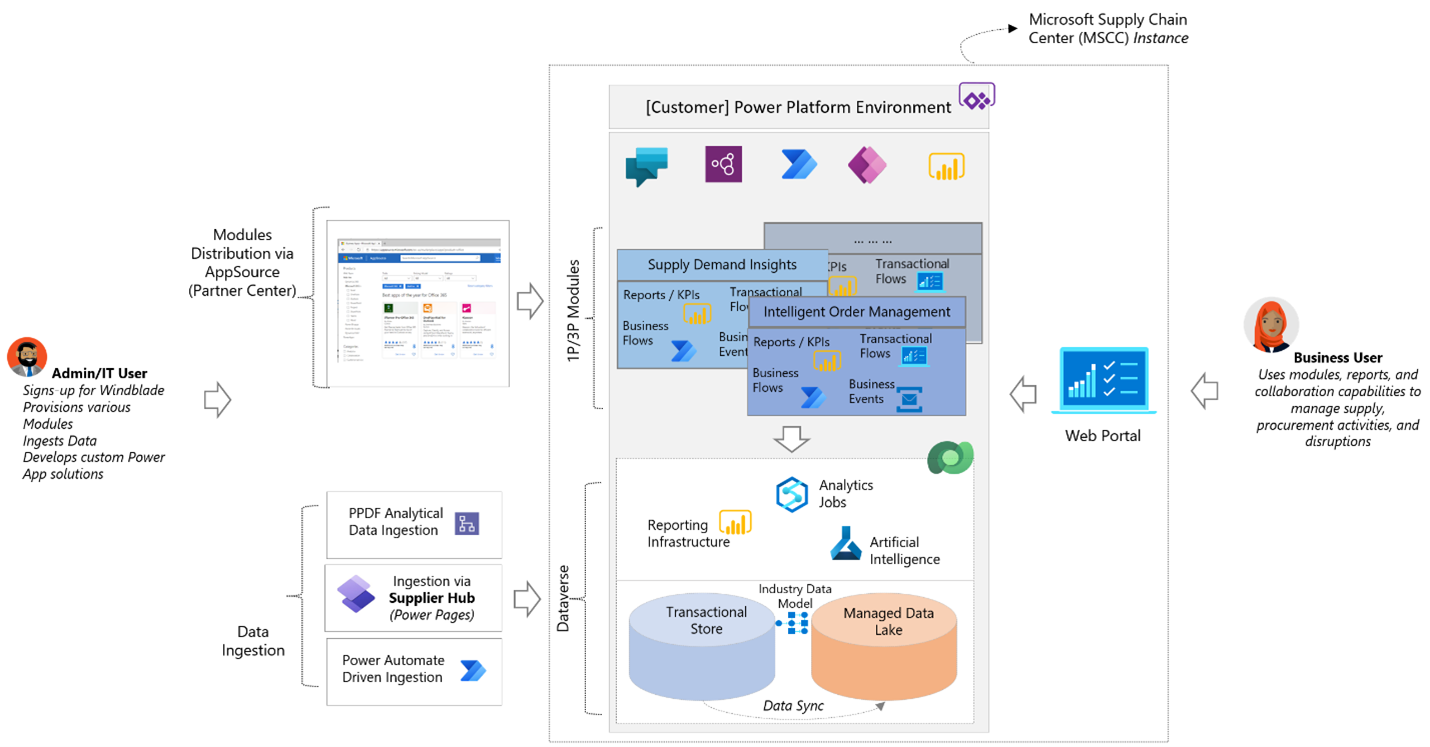 Microsoft Supply Chain
Center (MSCC) Instance
[Customer] Power Platform Environment
Modules
Distribution via
AppSource
(Partner Center)
Microsoft
AppSource
Best apps of the year for Office 365
1P/3P Modules
... ... ...
KPIs
Transactional
Flows
Supply Demand Insights
Reports / KPIs
Transactional
Flow
Business
Flows
Busin
Event
Intelligent Order Management
Reports / KPIs
Transactional
Flows
Business
Flows
Business
Events
Admin/IT User
Signs-up for Windblade
Provisions various
Modules
Ingests Data
Develops custom Power
App solutions
Business User
Uses modules, reports, and
collaboration capabilities to
manage supply,
procurement activities, and
disruptions
Web Portal
Data
Ingestion
PPDF Analytical
Data Ingestion
Ingestion via
Supplier Hub
(Power Pages)
Power Automate
Driven Ingestion
Dataverse
Analytics
Jobs
Reporting
Infrastructure
Artificial
Intelligence
Industry Data
Model
Transactional
Store
Managed Data
Lake
Data Sync